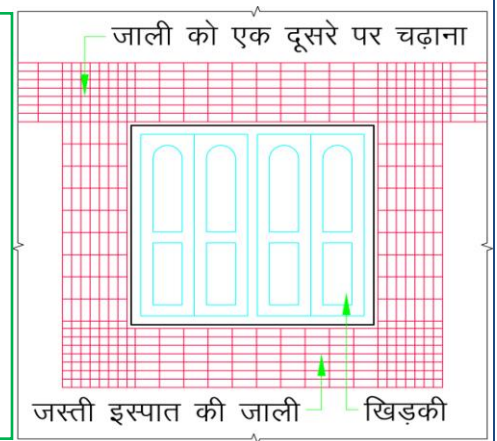 जाली को एक दूसरे पर चढ़ाना
जस्ती इस्पात की जाली
खिड़की